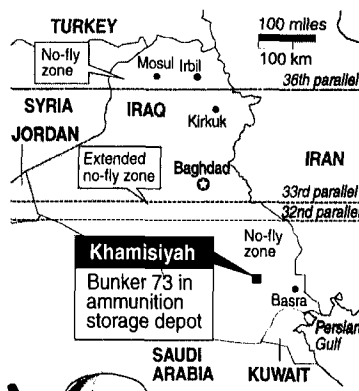 TURKEY
100 miles
100 km
No-fly
zone
Mosul Irbil
36th parallel
SYRIA
IRAQ
Kirkuk
JORDAN
Extended
no-fly zone
Baghdad
IRAN
33rd parallel
32nd parallel
No-fly
zone
Khamisiyah
Bunker 73 in
ammunition
storage depot
Basra
Persian
Gulf
SAUDI
ARABIA
KUWAIT